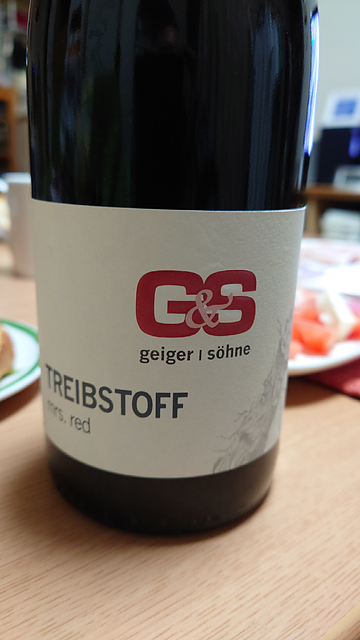 G&S
geiger | söhne
TREIBSTOFF
mrs. red